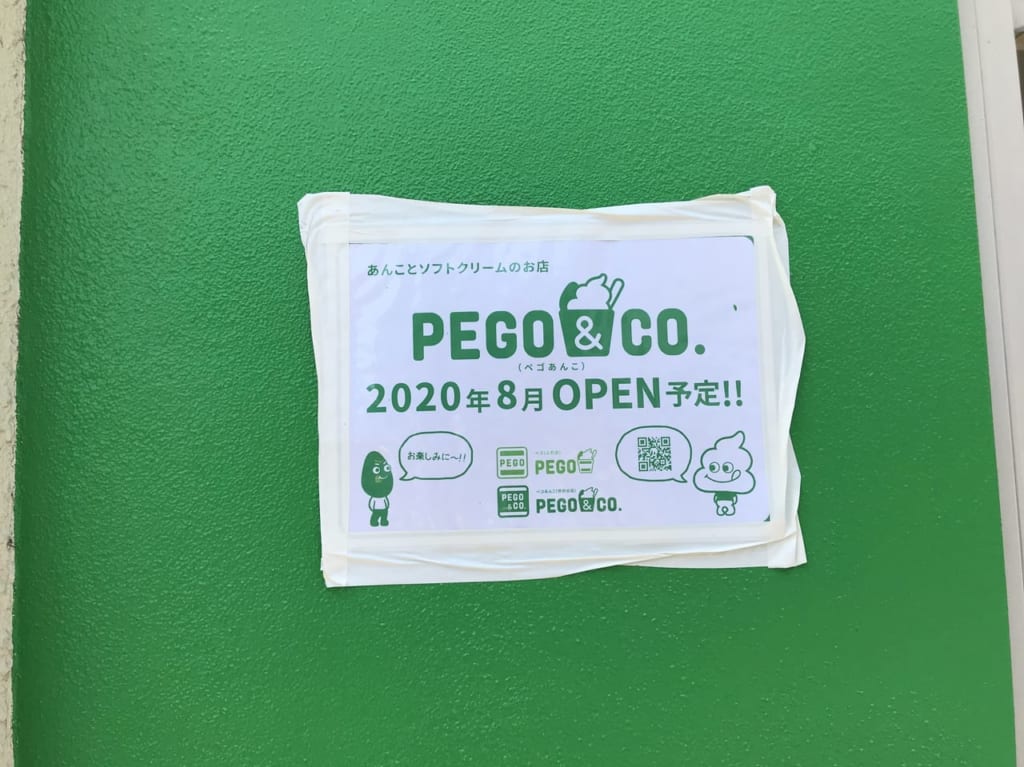 あんことソフトクリームのお店
PEGO & CO.
(ペゴあんこ)
2020年8月OPEN予定!!
お楽しみに〜!!
PEGO
PEGO
PEGO
& CO.
PEGO & CO.